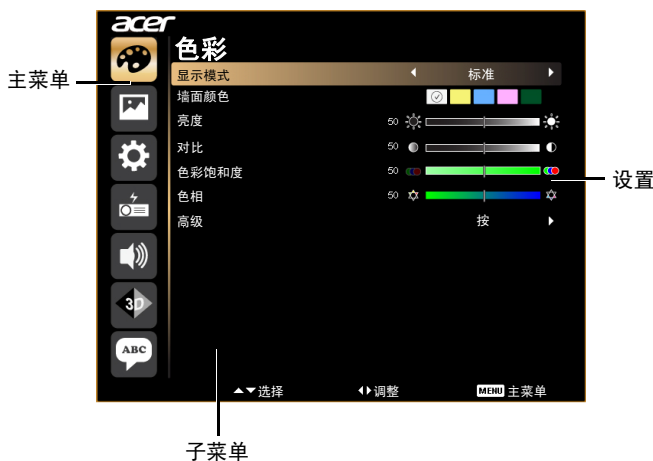 acer
色彩
主菜单
显示模式 标准
墙面颜色
亮度 50
对比 50
色彩饱和度 50
设置
色相 50
高级 按
3D
ABC
选择 调整 MENU 主菜单
子菜单